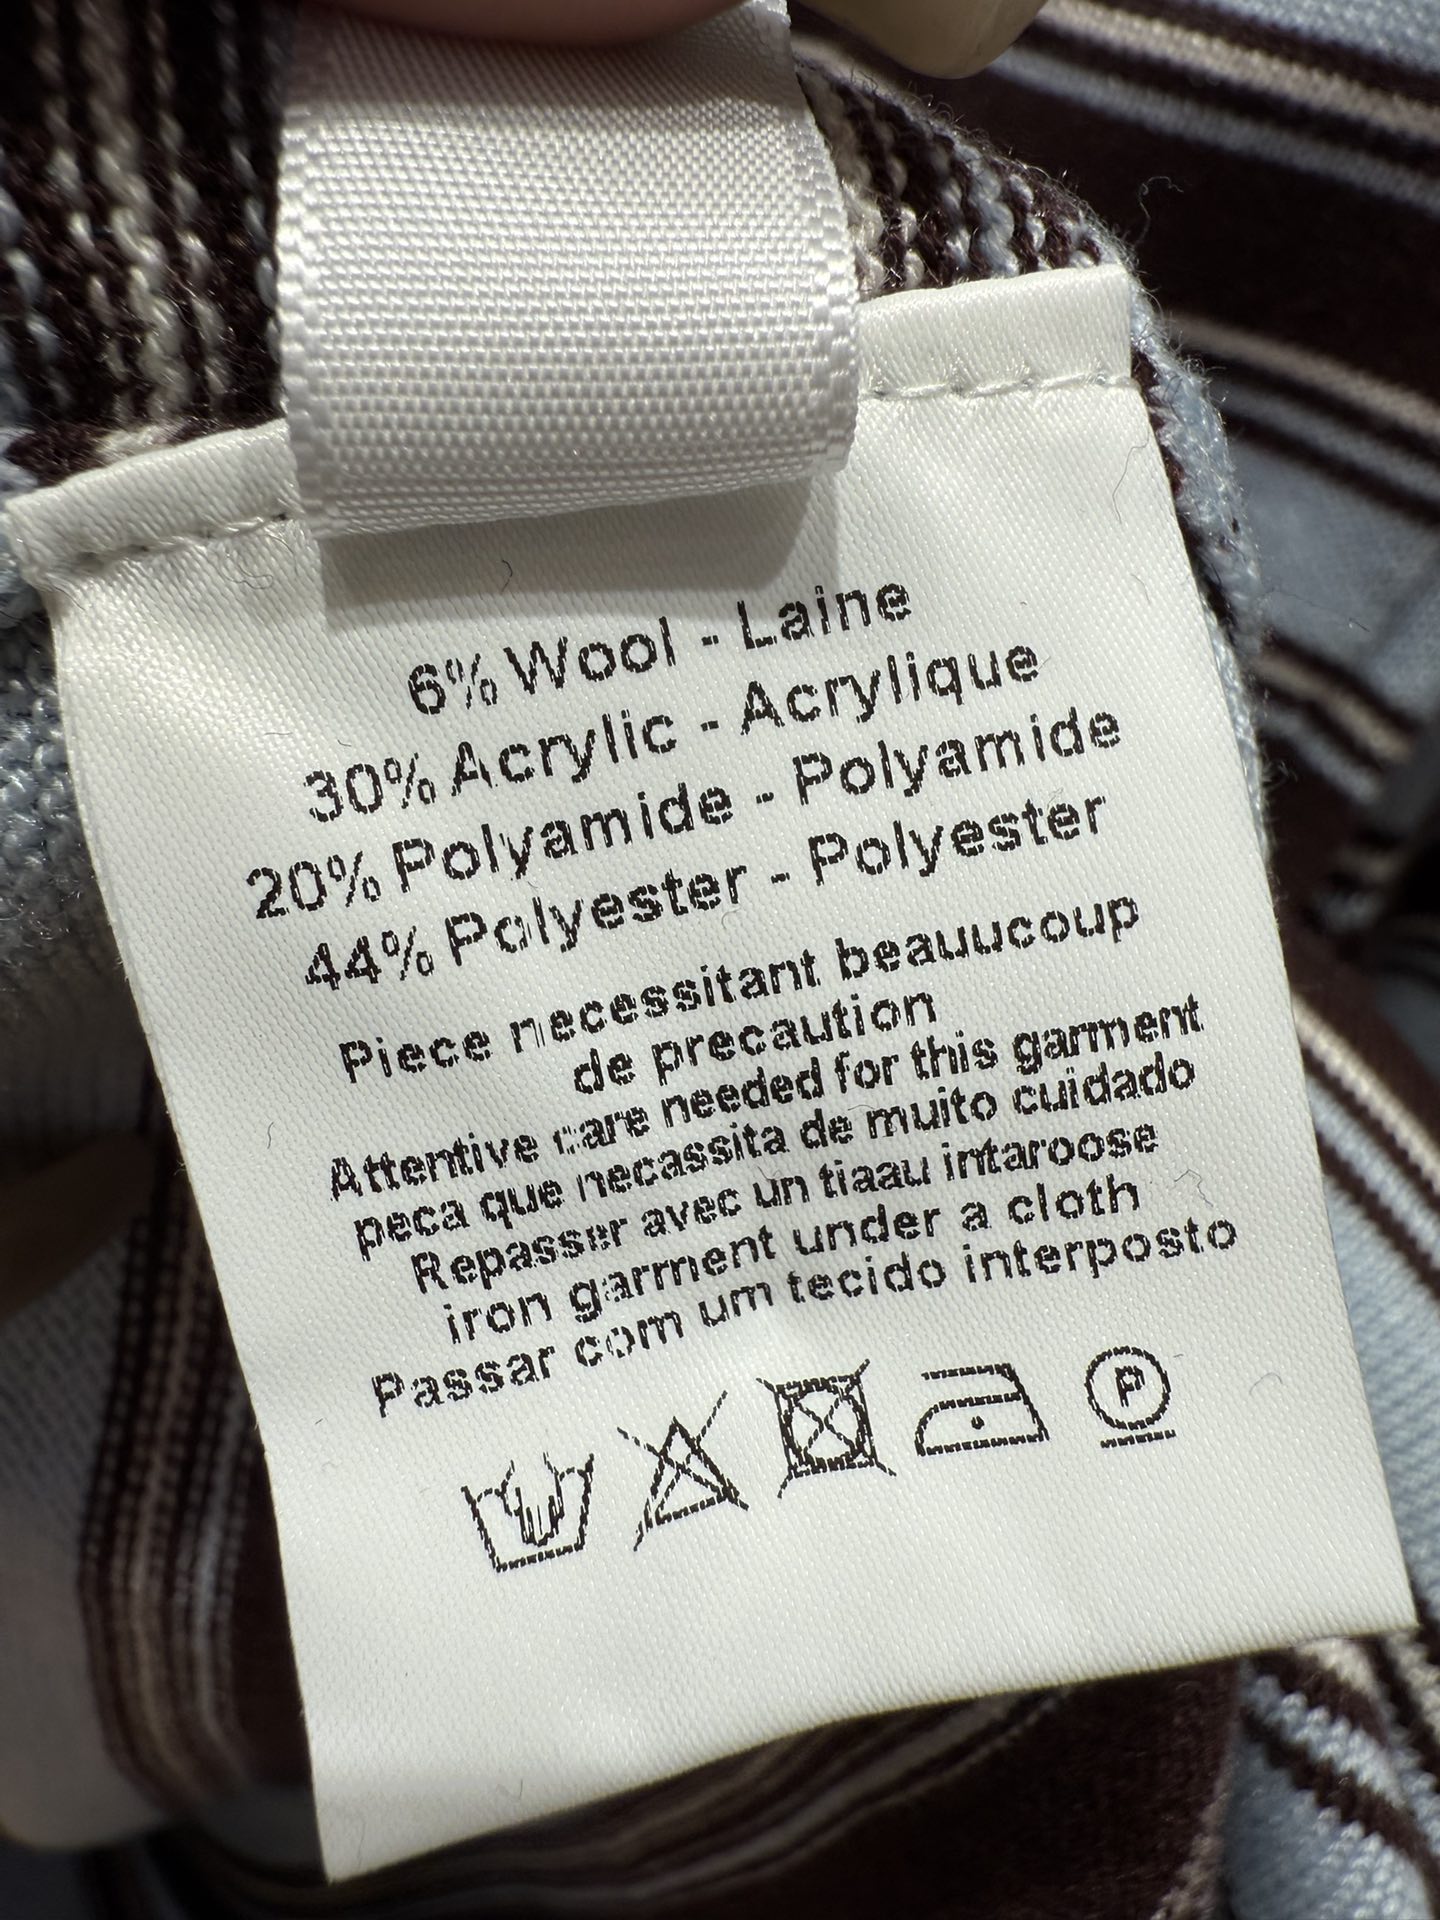 6% Wool - Laine
30% Acrylic - Acrylique
20% Polyamide - Polyamide
44% Polyester - Polyester
Piece necessitant beauucoup
de precaution
Attentive care needed for this garment
peca que necassita de muito cuidado
Repasser avec un tiaau intaroose
iron garment under a cloth
Passar com um tecido interposto
P